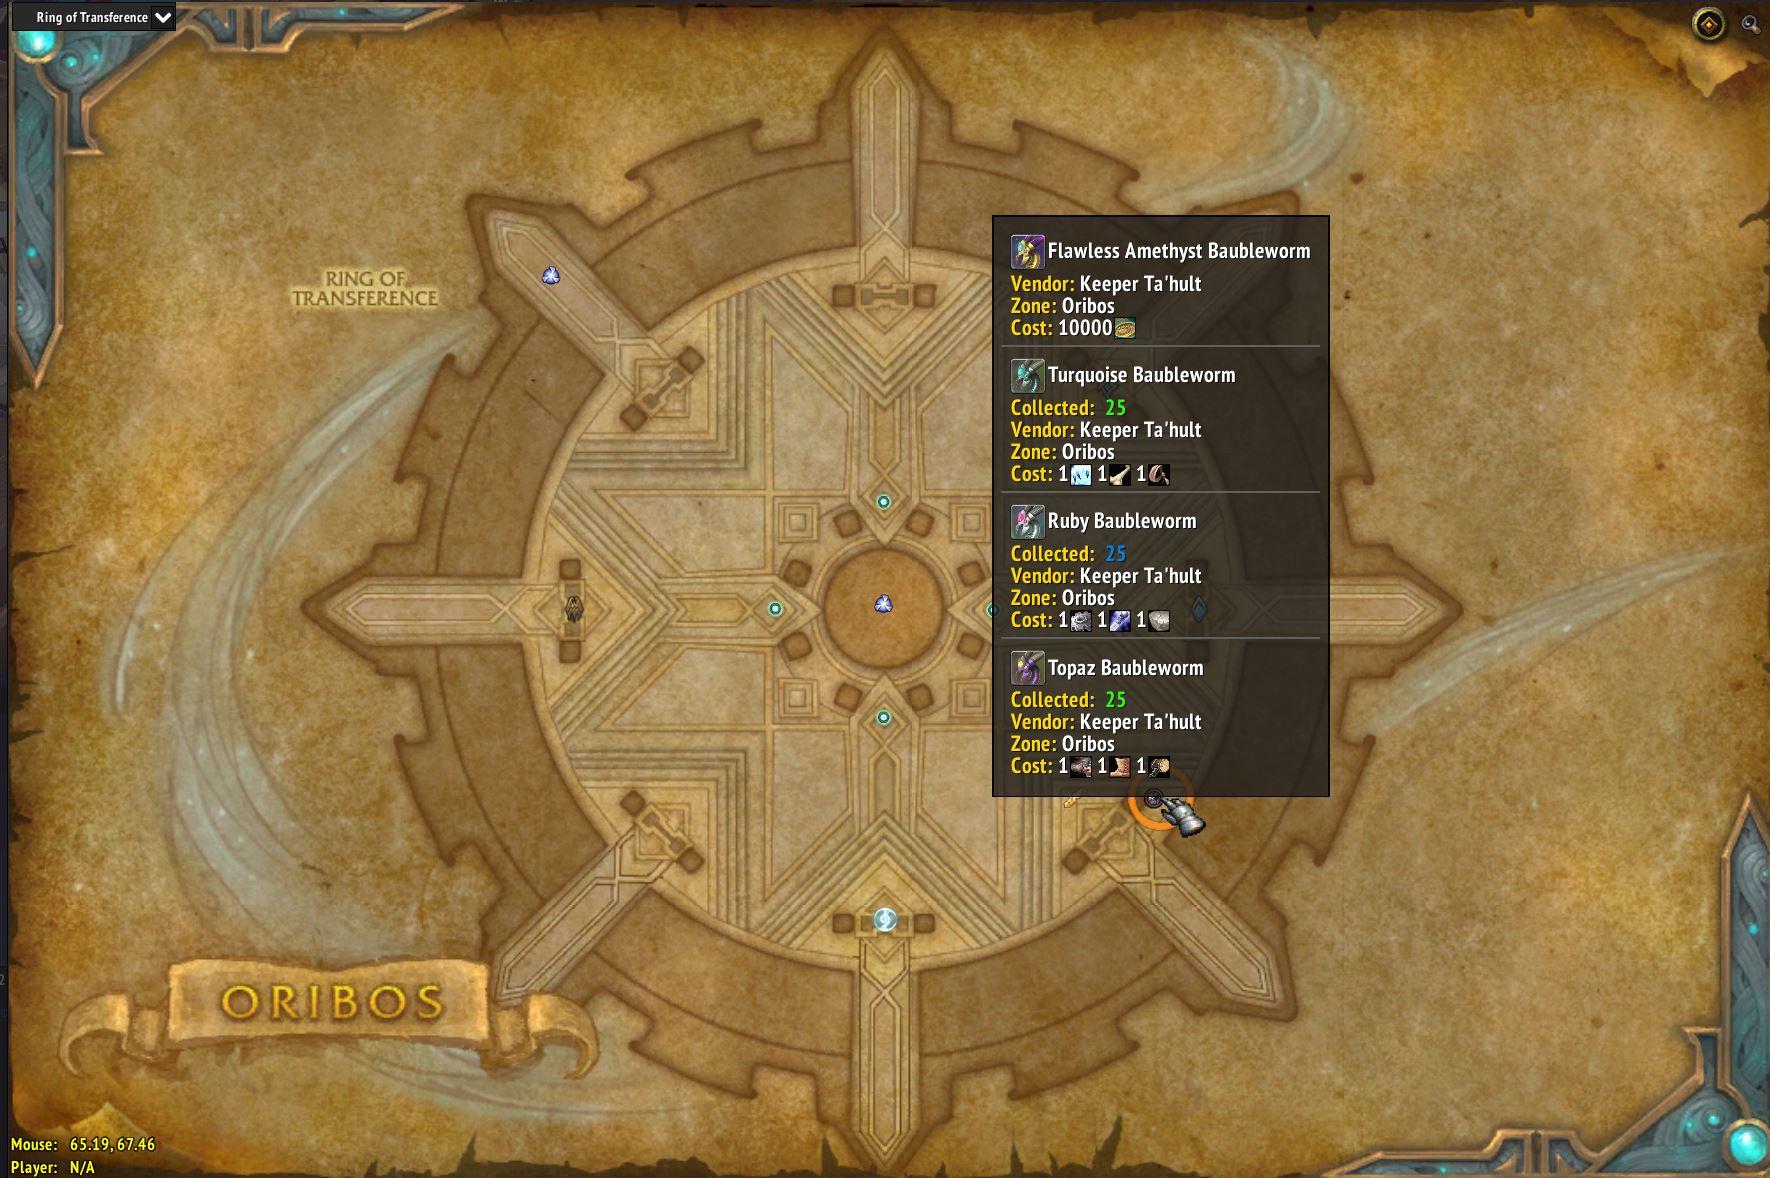 Ring of Transference
RING OF
TRANSFERENCE
Flawless Amethyst Baubleworm
Vendor: Keeper Ta'hult
Zone: Oribos
Cost: 10000
Turquoise Baubleworm
Collected: 25
Vendor: Keeper Ta'hult
Zone: Oribos
Cost: 1 1 1
Ruby Baubleworm
Collected: 25
Vendor: Keeper Ta'hult
Zone: Oribos
Cost: 1 1 1
Topaz Baubleworm
Collected: 25
Vendor: Keeper Ta'hult
Zone: Oribos
Cost: 1 1 1
ORIBOS
Mouse: 65.19, 67.46
Player: N/A